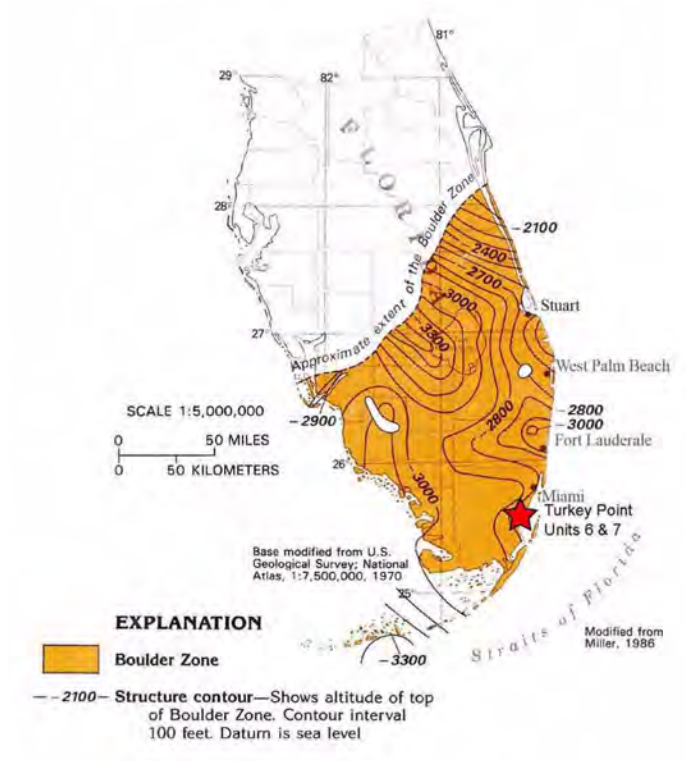 81°
29°
82°
FLORIDA
28°
Approximate extent of the Boulder Zone
-2100
-2400
-2700
-3000
-3300
Stuart
27°
West Palm Beach
SCALE 1:5,000,000
-2900
0 50 MILES
0 50 KILOMETERS
-2800
-2800
-3000
Fort Lauderale
26°
-3000
Miami
Turkey Point
Units 6 & 7
Base modified from U.S.
Geological Survey; National
Atlas, 1:7,500,000, 1970
25°
Straits of Florida
EXPLANATION
Modified from
Miller, 1986
Boulder Zone
-3300
— -2100— Structure contour—Shows altitude of top
of Boulder Zone. Contour interval
100 feet. Datum is sea level